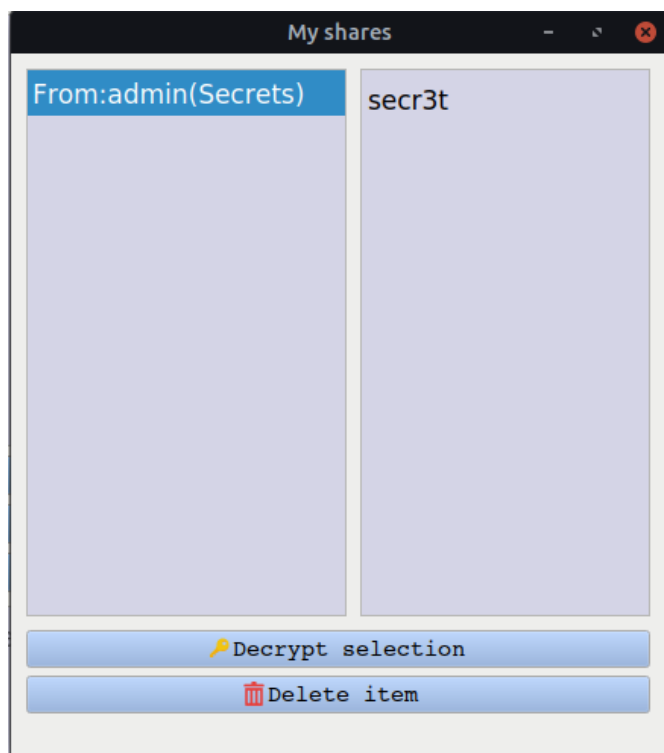 My shares
From:admin(Secrets)
secr3t
Decrypt selection
Delete item